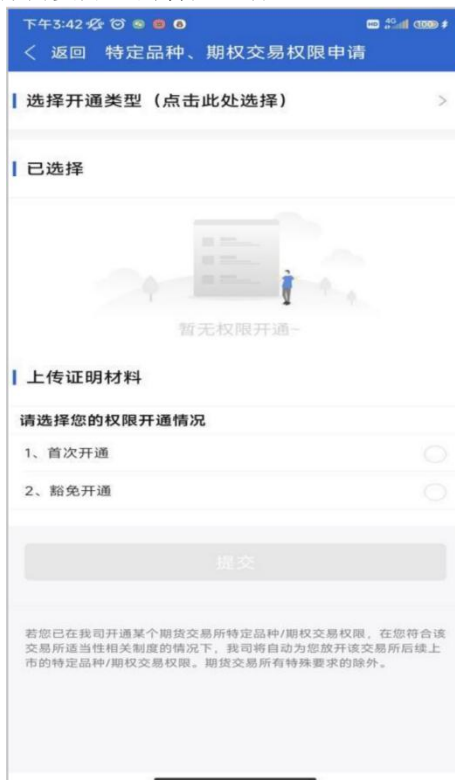 下午3:42
HD 4G 100
< 返回 特定品种、期权交易权限申请
选择开通类型（点击此处选择） >
已选择
暂无权限开通~
上传证明材料
请选择您的权限开通情况
1、首次开通
2、豁免开通
提交
若您已在我司开通某个期货交易所特定品种/期权交易权限，在您符合该
交易所适当性相关制度的情况下，我司将自动为您放开该交易所后续上
市的特定品种/期权交易权限。期货交易所有特殊要求的除外。